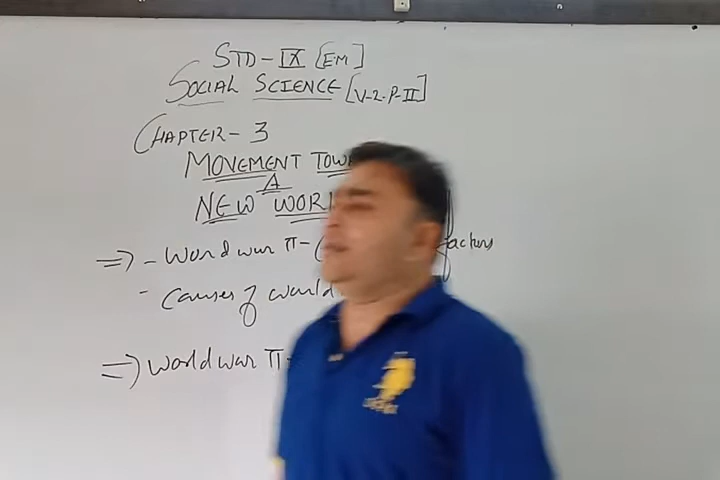 STD - IX [EM]
SOCIAL SCIENCE [V-2-P-II]
CHAPTER - 3
MOVEMENT TOW
A
NEW WORL
⇒ - World war II - ( factors
- Causes of world
⇒ World war II -